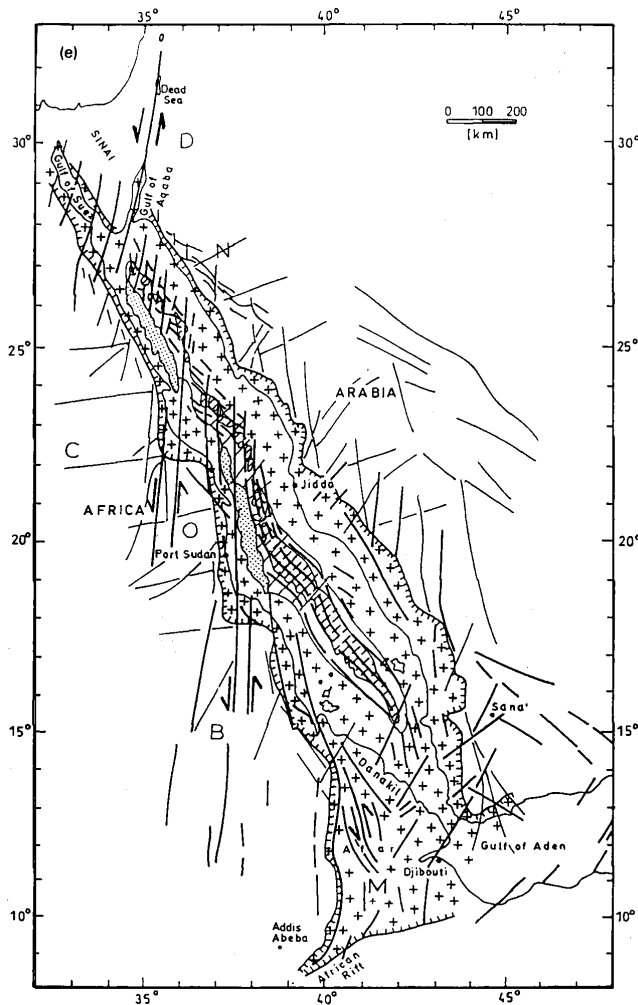 35°
40°
45°
(e)
Dead
Sea
0 100 200
[km]
D
30°
30°
SINAI
Gulf of Suez
Gulf of
Aqaba
N
25°
25°
ARABIA
C
Jidda
AFRICA
O
20°
20°
Port Sudan
B
Sana'
15°
15°
Danakil
Afar
Gulf of Aden
Djibouti
M
10°
10°
Addis
Abeba
African
Rift
35°
40°
45°